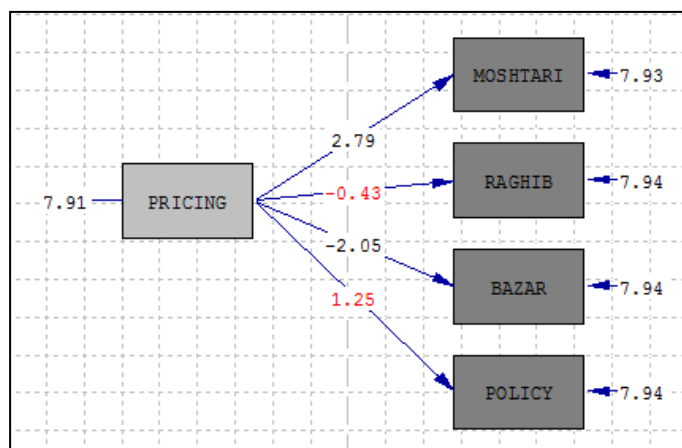 MOSHTARI
7.93
2.79
RAGHIB
7.94
-0.43
7.91
PRICING
-2.05
BAZAR
7.94
1.25
POLICY
7.94